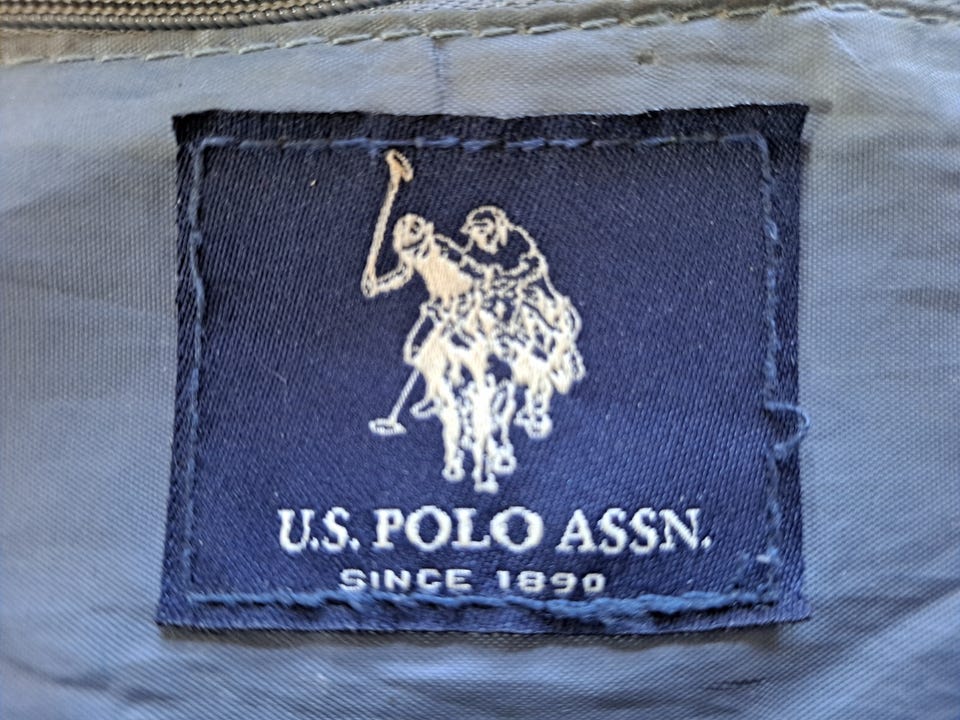 U.S. POLO ASSN.
SINCE 1890